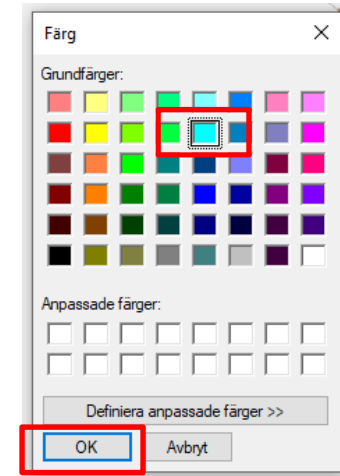 Färg
Grundfärger:
Anpassade färger:
Definiera anpassade färger >>
OK Avbryt